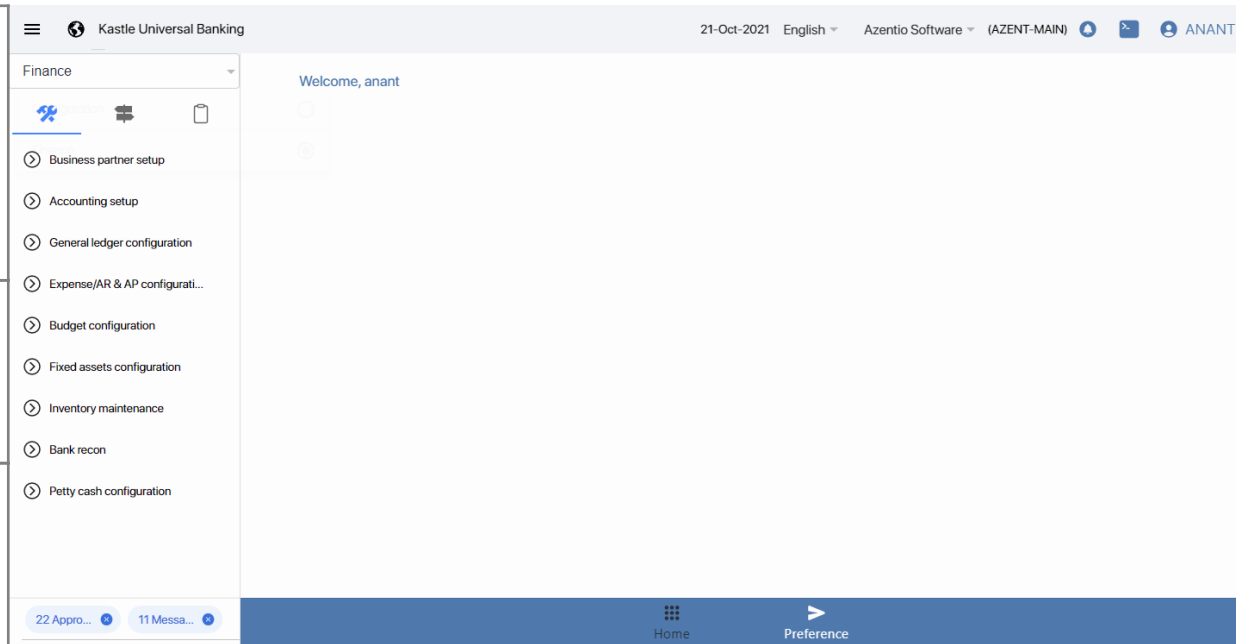 Kastle Universal Banking 21-Oct-2021 English Azentio Software (AZENT-MAIN) ANANT
Finance
Welcome, anant
Business partner setup
Accounting setup
General ledger configuration
Expense/AR & AP configurati...
Budget configuration
Fixed assets configuration
Inventory maintenance
Bank recon
Petty cash configuration
22 Appro... 11 Messa...
Home Preference